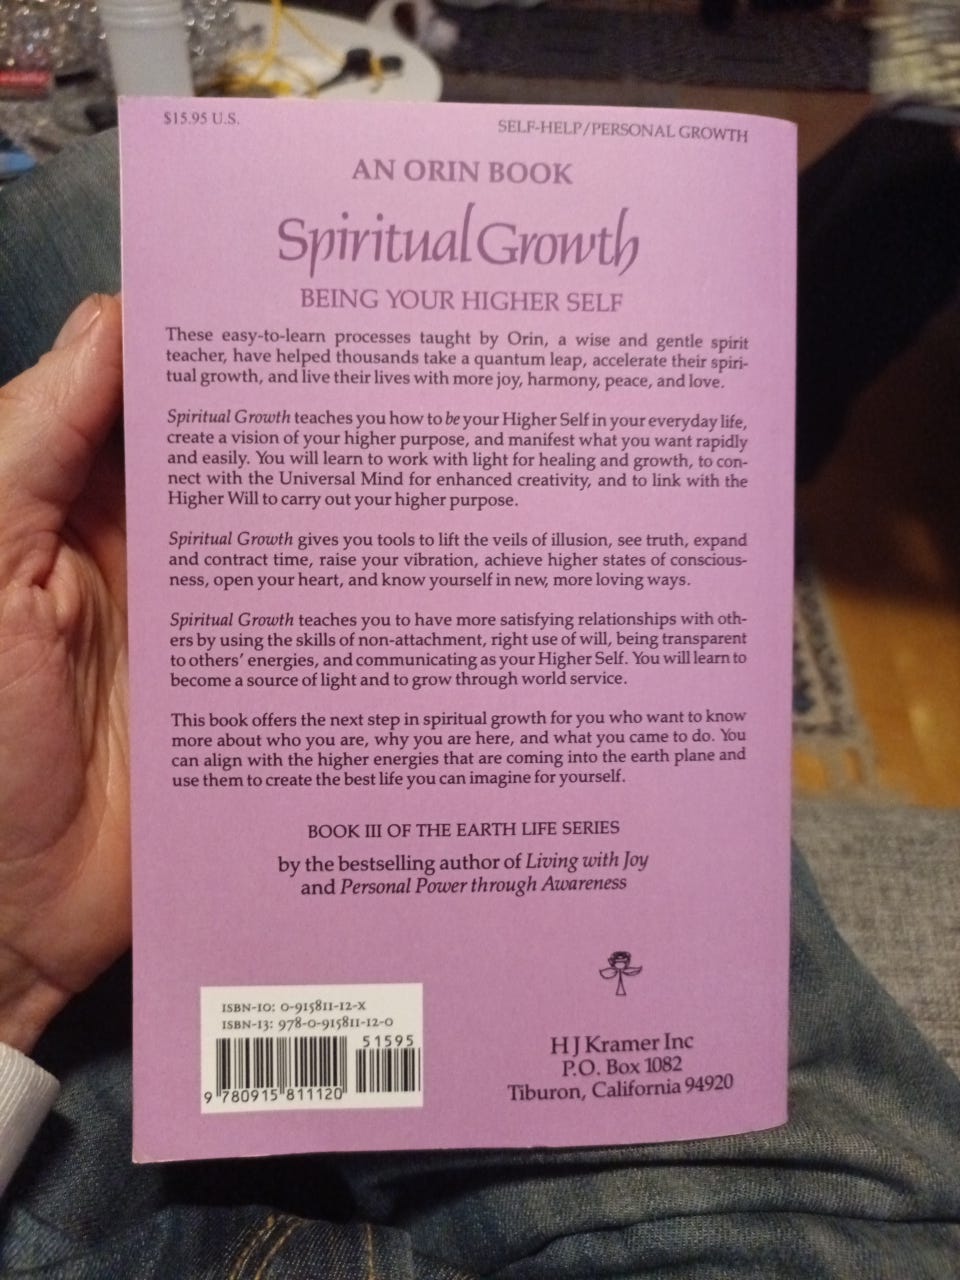 $15.95 U.S.
SELF-HELP/PERSONAL GROWTH
AN ORIN BOOK
Spiritual Growth
BEING YOUR HIGHER SELF
These easy-to-learn processes taught by Orin, a wise and gentle spirit
teacher, have helped thousands take a quantum leap, accelerate their spiri-
tual growth, and live their lives with more joy, harmony, peace, and love.
Spiritual Growth teaches you how to be your Higher Self in your everyday life,
create a vision of your higher purpose, and manifest what you want rapidly
and easily. You will learn to work with light for healing and growth, to con-
nect with the Universal Mind for enhanced creativity, and to link with the
Higher Will to carry out your higher purpose.
Spiritual Growth gives you tools to lift the veils of illusion, see truth, expand
and contract time, raise your vibration, achieve higher states of conscious-
ness, open your heart, and know yourself in new, more loving ways.
Spiritual Growth teaches you to have more satisfying relationships with oth-
ers by using the skills of non-attachment, right use of will, being transparent
to others' energies, and communicating as your Higher Self. You will learn to
become a source of light and to grow through world service.
This book offers the next step in spiritual growth for you who want to know
more about who you are, why you are here, and what you came to do. You
can align with the higher energies that are coming into the earth plane and
use them to create the best life you can imagine for yourself.
BOOK III OF THE EARTH LIFE SERIES
by the bestselling author of Living with Joy
and Personal Power through Awareness
ISBN-10: 0-915811-12-X
ISBN-13: 978-0-915811-12-0
51595
9 780915 811120
H J Kramer Inc
P.O. Box 1082
Tiburon, California 94920